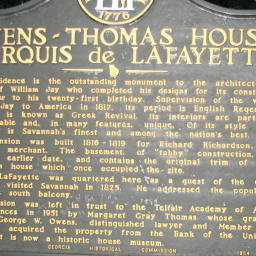 1776
ENS-THOMAS HOUS
RQUIS de LAFAYETT
idence is the outstanding monument to the architect
f William Jay who completed his designs for its const
or to his twenty-first birthday. Supervision of the w
Jay to America in 1817. Its period is English Regen
is known as Greek Revival. Its interiors are parti
able and, in many features, unique. Of its style
is Savannah's finest and among the nation's best.
nsion was built 1816-1819 for Richard Richardson,
merchant. The basement, of "tabby" construction,
earlier date, and contains the original trim of
house which once occupied the site.
LaFayette was quartered here as a guest of the c
visited Savannah in 1825. He addressed the popul
south balcony.
sion was left in trust to the Telfair Academy of A
ences in 1951 by Margaret Gray Thomas whose gran
George W. Owens, distinguished lawyer and Member
acquired the property from the Bank of the Uni
It is now a historic house museum.
GEORGIA HISTORICAL COMMISSION 1954